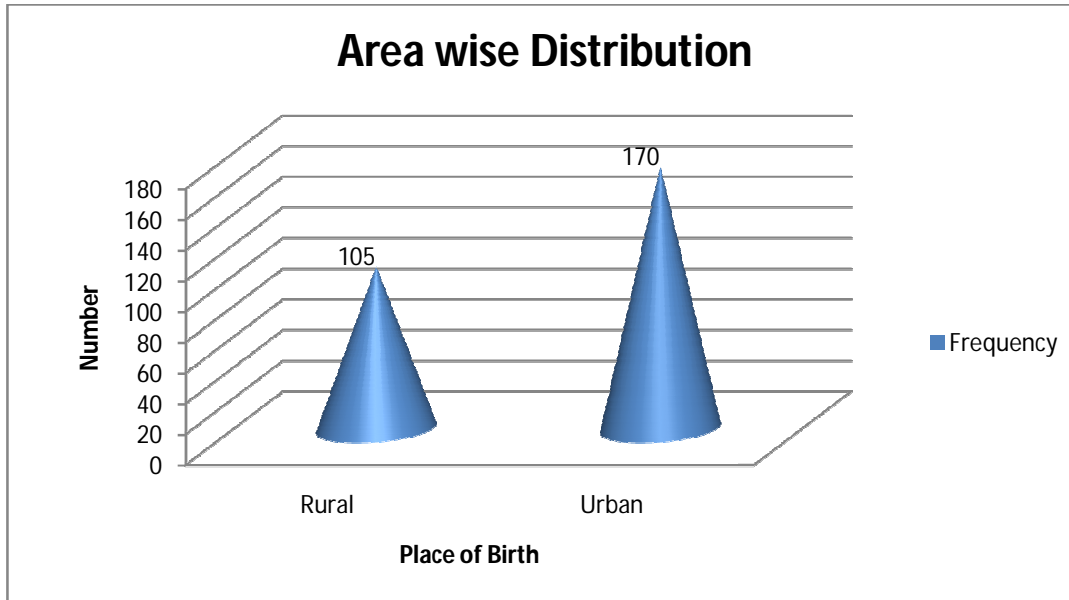 Area wise Distribution
170
180
160
140
120
100
80
60
40
20
0
105
Number
Frequency
Rural Urban
Place of Birth